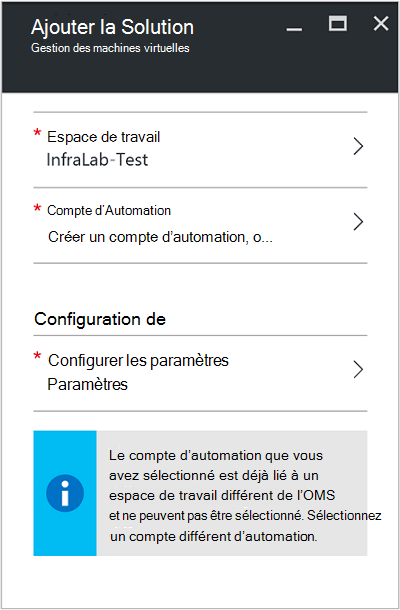 Ajouter la Solution
Gestion des machines virtuelles
* Espace de travail
InfraLab-Test
* Compte d'Automation
Créer un compte d'automation, o...
Configuration de
* Configurer les paramètres
Paramètres
Le compte d'automation que vous
avez sélectionné est déjà lié à un
espace de travail différent de l'OMS
et ne peuvent pas être sélectionné. Sélectionnez
un compte différent d'automation.